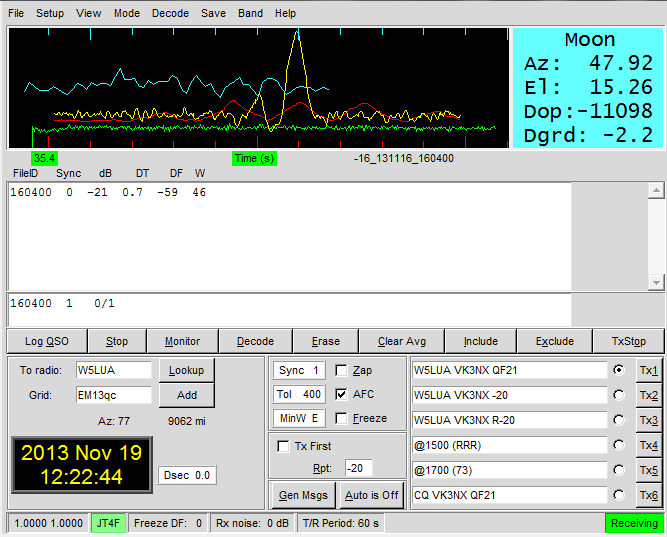 File Setup View Mode Decode Save Band Help
Moon
Az: 47.92
El: 15.26
Dop:-11098
Dgrd: -2.2
35.4 Time (s) -16_131116_160400
FileID Sync dB DT DF W
160400 0 -21 0.7 -59 46
160400 1 0/1
Log QSO Stop Monitor Decode Erase Clear Avg Include Exclude TxStop
To radio: W5LUA Lookup
Grid: EM13qc Add
Az: 77 9062 mi
2013 Nov 19
12:22:44
Dsec 0.0
Sync 1 Zap
Tol 400 AFC
MinW E Freeze
Tx First
Rpt: -20
Gen Msgs Auto is Off
W5LUA VK3NX QF21 Tx1
W5LUA VK3NX -20 Tx2
W5LUA VK3NX R-20 Tx3
@1500 (RRR) Tx4
@1700 (73) Tx5
CQ VK3NX QF21 Tx6
1.0000 1.0000 JT4F Freeze DF: 0 Rx noise: 0 dB T/R Period: 60 s Receiving